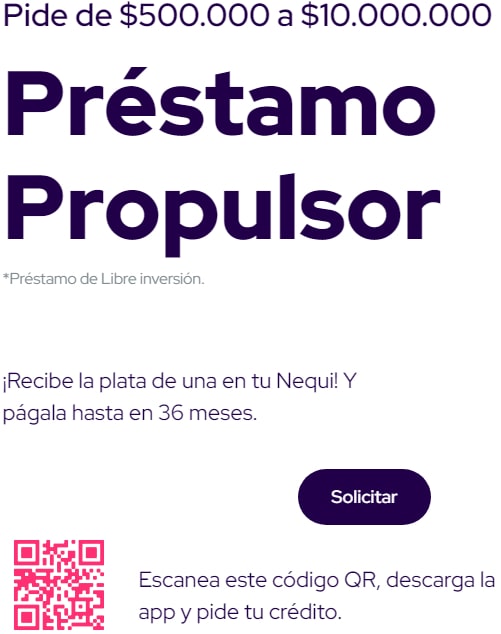 Pide de $500.000 a $10.000.000
Préstamo
Propulsor
*Préstamo de Libre inversión.
¡Recibe la plata de una en tu Nequi! Y
págala hasta en 36 meses.
Solicitar
Escanea este código QR, descarga la
app y pide tu crédito.